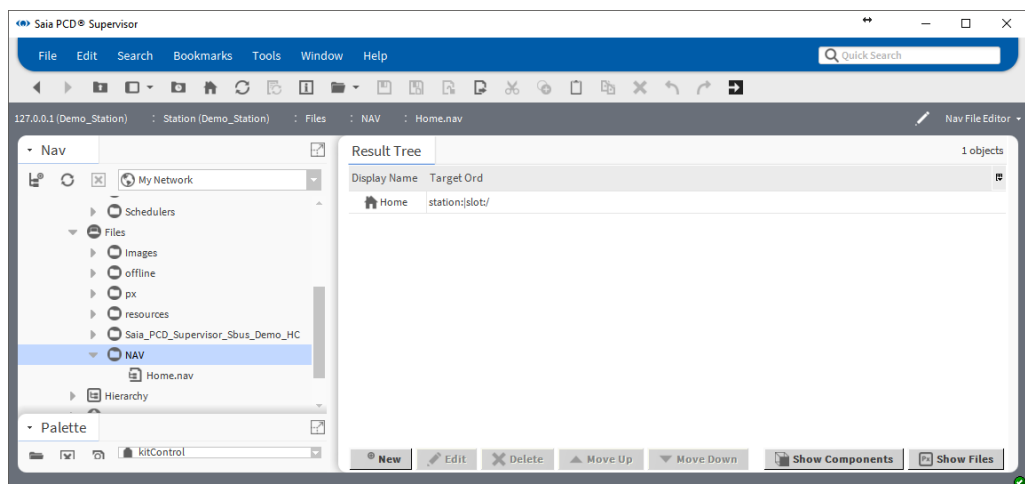 Saia PCD® Supervisor
File Edit Search Bookmarks Tools Window Help
Quick Search
127.0.0.1 (Demo_Station) : Station (Demo_Station) : Files : NAV : Home.nav
Nav File Editor
Nav
My Network
Schedulers
Files
Images
offline
px
resources
Saia_PCD_Supervisor_Sbus_Demo_HC
NAV
Home.nav
Hierarchy
Palette
kitControl
Result Tree
1 objects
Display Name Target Ord
Home station:|slot:/
New Edit Delete Move Up Move Down Show Components Px Show Files